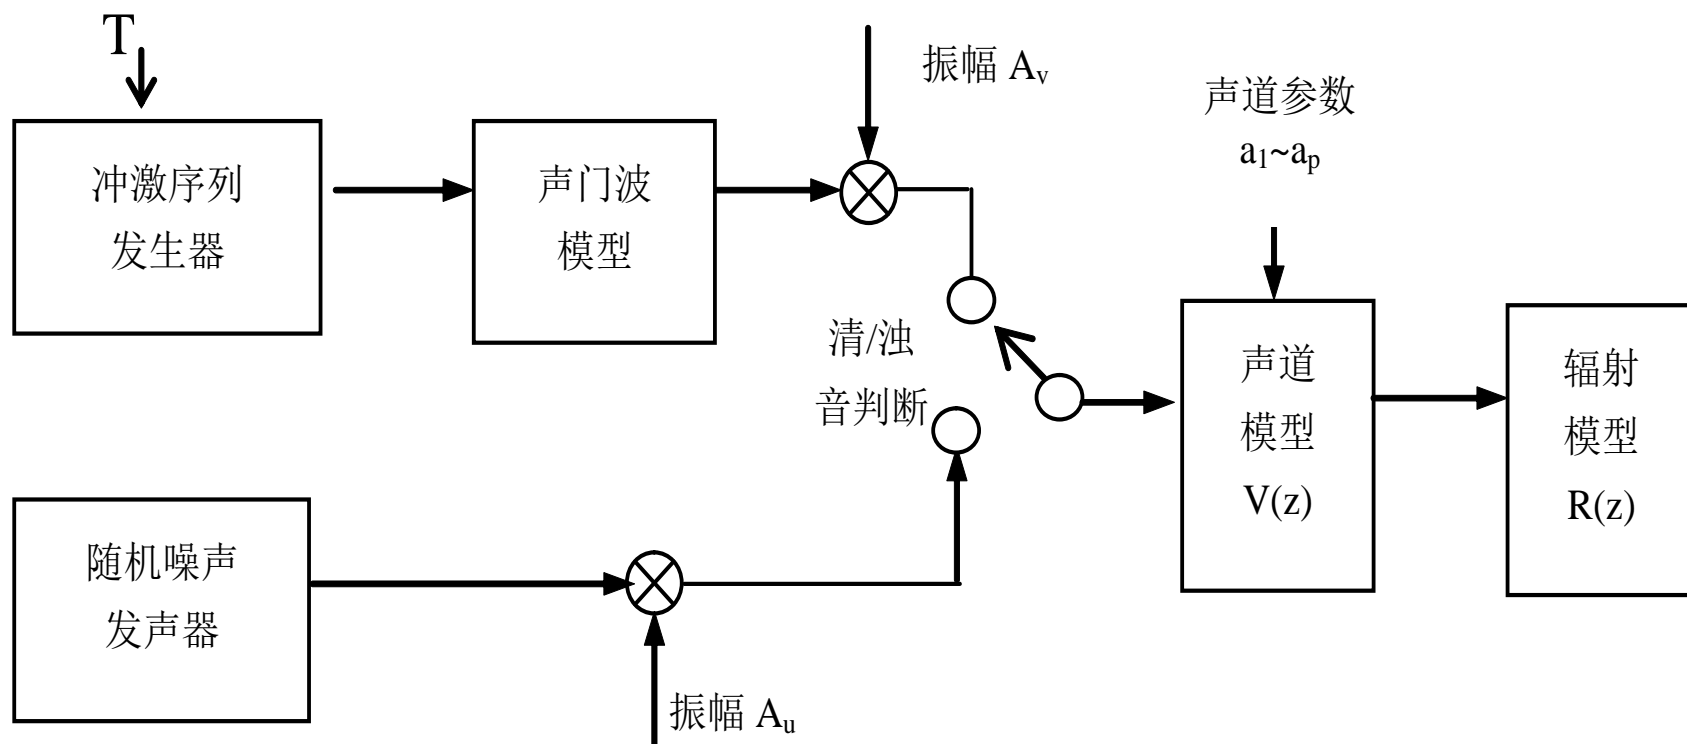 T
振幅 Aᵥ
声道参数
a₁~aₚ
冲激序列
发生器
声门波
模型
清/浊
音判断
声道
模型
V(z)
辐射
模型
R(z)
随机噪声
发声器
振幅 Aᵤ